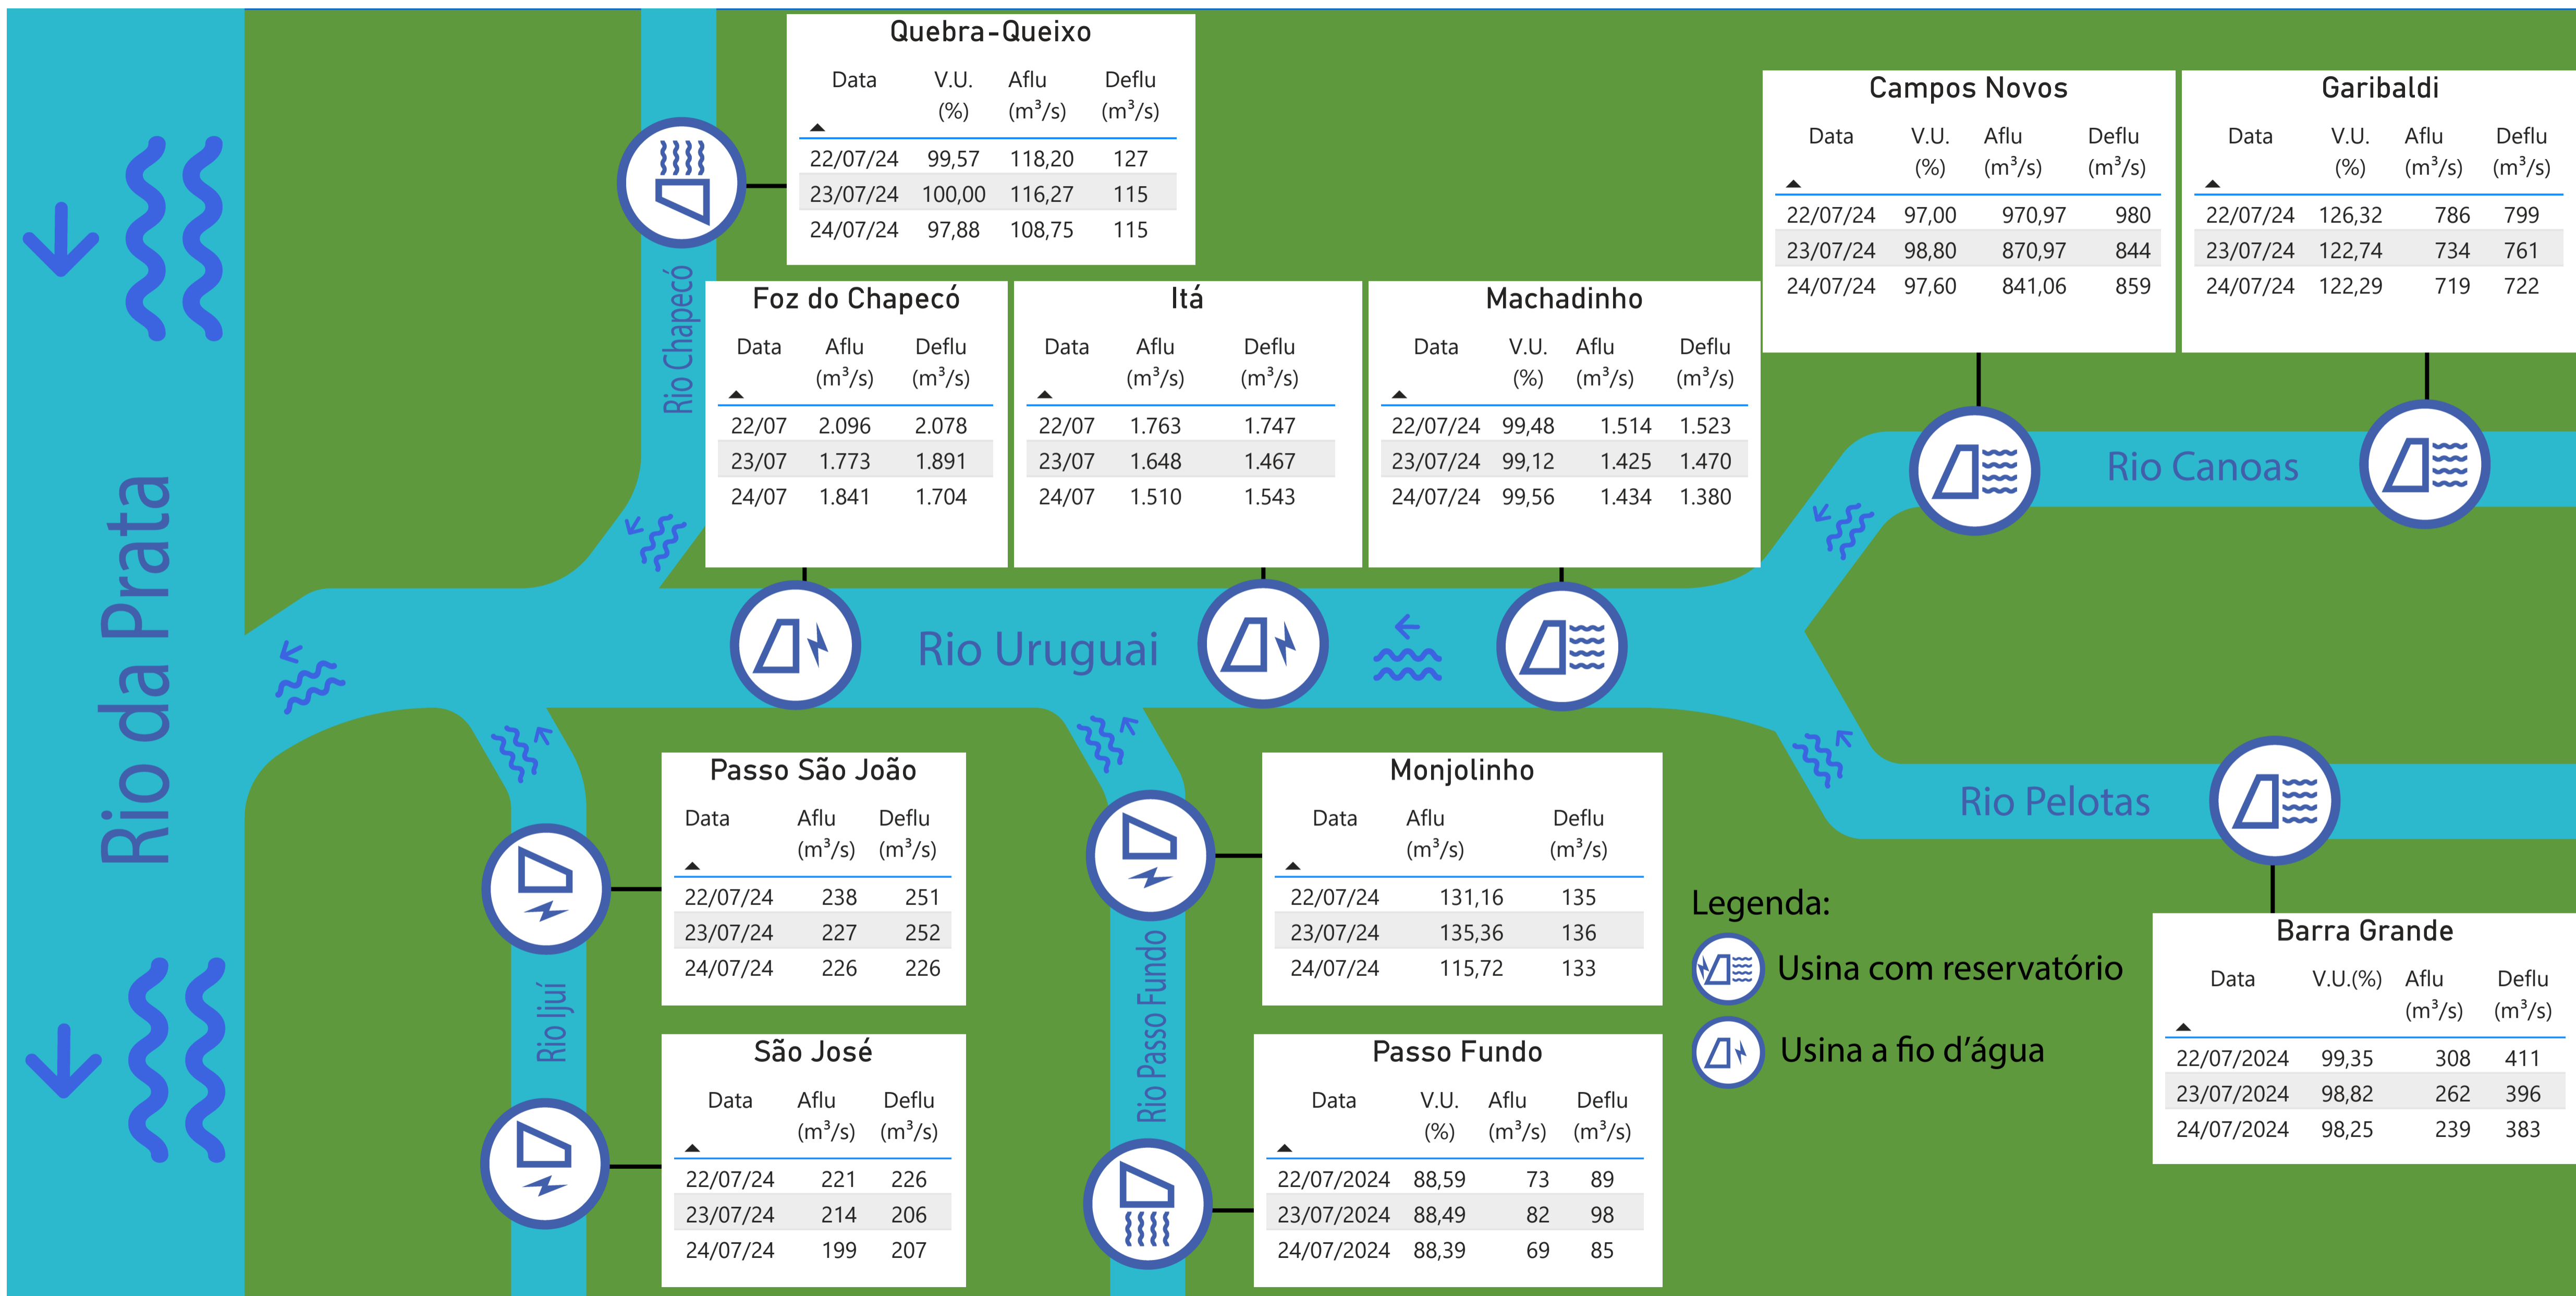 Quebra-Queixo
Data V.U. (%) Aflu (m³/s) Deflu (m³/s)
22/07/24 99,57 118,20 127
23/07/24 100,00 116,27 115
24/07/24 97,88 108,75 115
Campos Novos
Data V.U. (%) Aflu (m³/s) Deflu (m³/s)
22/07/24 97,00 970,97 980
23/07/24 98,80 870,97 844
24/07/24 97,60 841,06 859
Garibaldi
Data V.U. (%) Aflu (m³/s) Deflu (m³/s)
22/07/24 126,32 786 799
23/07/24 122,74 734 761
24/07/24 122,29 719 722
Rio Chapecó
Foz do Chapecó
Data Aflu (m³/s) Deflu (m³/s)
22/07 2.096 2.078
23/07 1.773 1.891
24/07 1.841 1.704
Itá
Data Aflu (m³/s) Deflu (m³/s)
22/07 1.763 1.747
23/07 1.648 1.467
24/07 1.510 1.543
Machadinho
Data V.U. (%) Aflu (m³/s) Deflu (m³/s)
22/07/24 99,48 1.514 1.523
23/07/24 99,12 1.425 1.470
24/07/24 99,56 1.434 1.380
Rio Canoas
Rio da Prata
Rio Uruguai
Rio Pelotas
Passo São João
Data Aflu (m³/s) Deflu (m³/s)
22/07/24 238 251
23/07/24 227 252
24/07/24 226 226
Monjolinho
Data Aflu (m³/s) Deflu (m³/s)
22/07/24 131,16 135
23/07/24 135,36 136
24/07/24 115,72 133
Legenda:
Usina com reservatório
Usina a fio d’água
Barra Grande
Data V.U.(%) Aflu (m³/s) Deflu (m³/s)
22/07/2024 99,35 308 411
23/07/2024 98,82 262 396
24/07/2024 98,25 239 383
Rio Ijuí
São José
Data Aflu (m³/s) Deflu (m³/s)
22/07/24 221 226
23/07/24 214 206
24/07/24 199 207
Rio Passo Fundo
Passo Fundo
Data V.U. (%) Aflu (m³/s) Deflu (m³/s)
22/07/2024 88,59 73 89
23/07/2024 88,49 82 98
24/07/2024 88,39 69 85